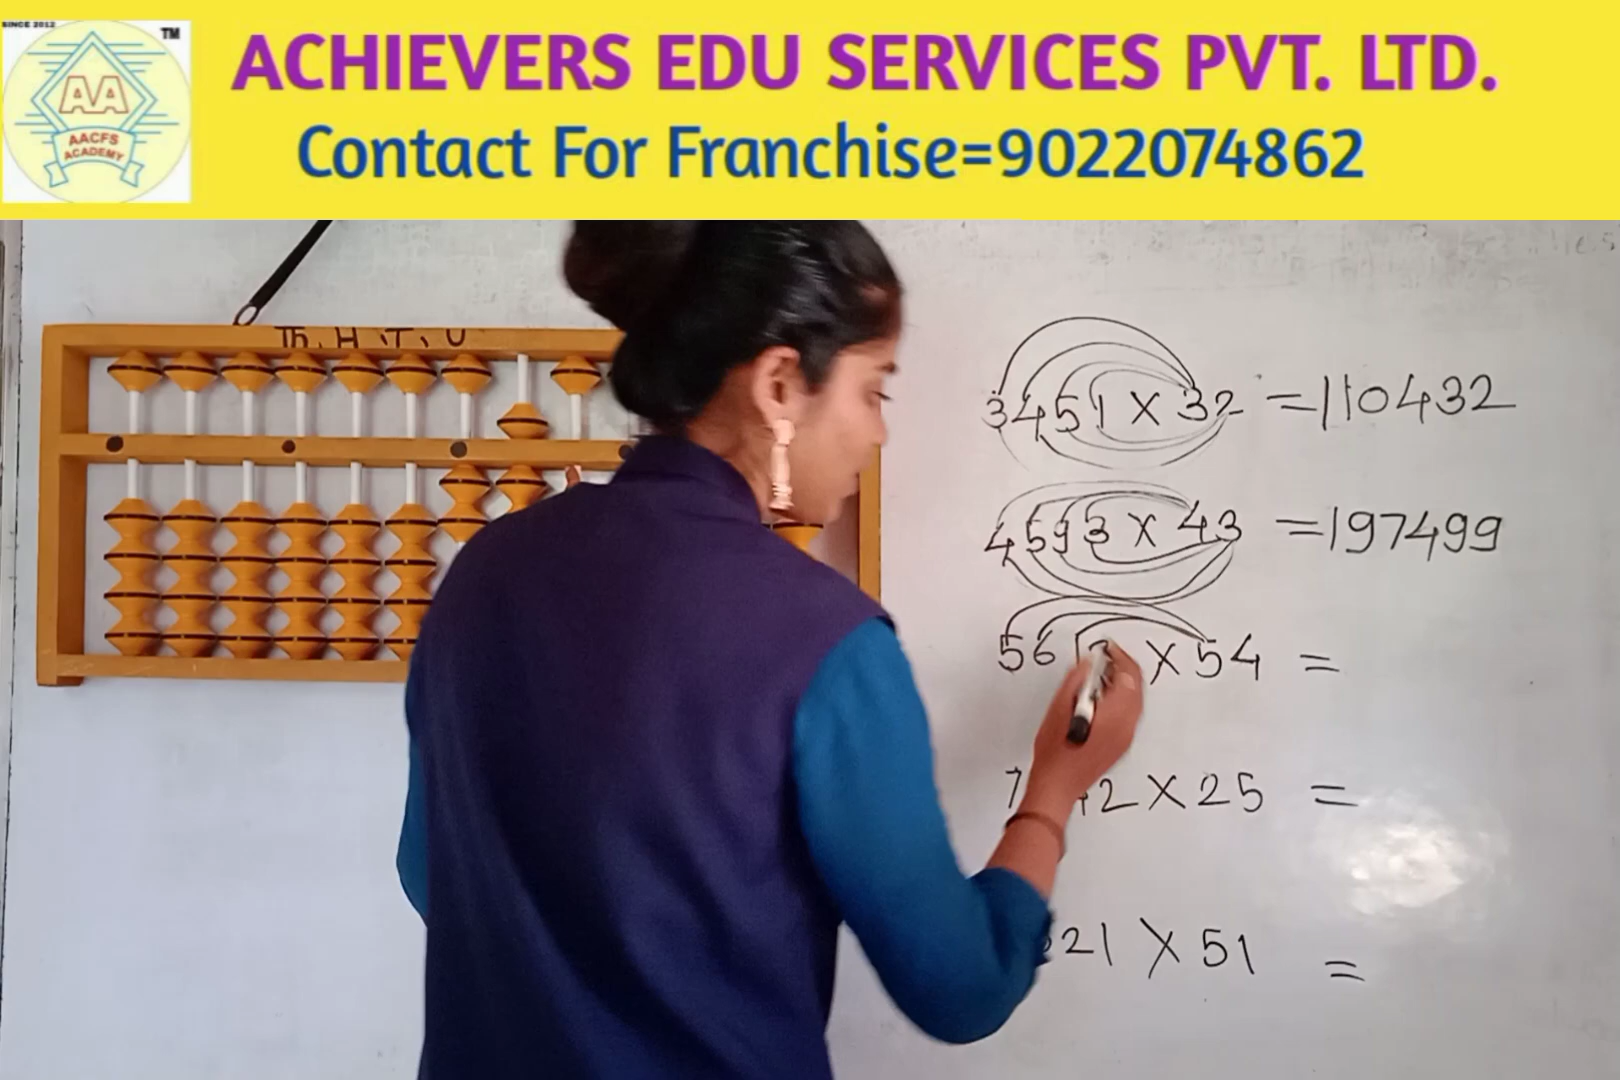 SINCE 2012
TM
AA
AACFS
ACADEMY
ACHIEVERS EDU SERVICES PVT. LTD.
Contact For Franchise=9022074862
Th, H, T, U
3451 X 32 =110432
4593 X 43 =197499
56 X 54 =
7 2 X 25 =
21 X 51 =